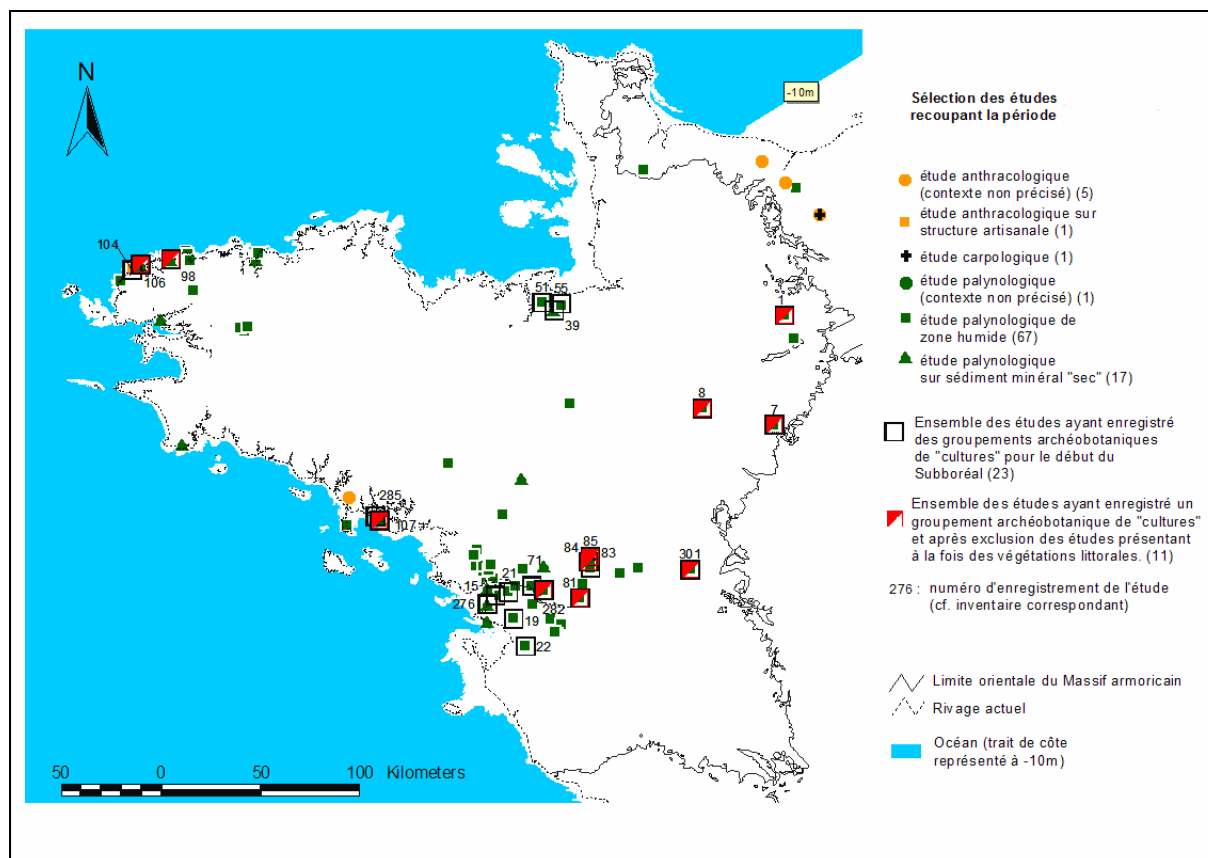 N
-10m
Sélection des études
recoupant la période
étude anthracologique
(contexte non précisé) (5)
étude anthracologique sur
structure artisanale (1)
étude carpologique (1)
étude palynologique
(contexte non précisé) (1)
étude palynologique de
zone humide (67)
étude palynologique
sur sédiment minéral "sec" (17)
Ensemble des études ayant enregistré
des groupements archéobotaniques
de "cultures" pour le début du
Subboréal (23)
Ensemble des études ayant enregistré un
groupement archéobotanique de "cultures"
et après exclusion des études présentant
à la fois des végétations littorales. (11)
276 : numéro d'enregistrement de l'étude
(cf. inventaire correspondant)
Limite orientale du Massif armoricain
Rivage actuel
Océan (trait de côte
représenté à -10m)
104
106
98
51
55
39
1
8
7
285
107
85
84
83
301
71
21
15
81
276
282
19
22
50 0 50 100 Kilometers